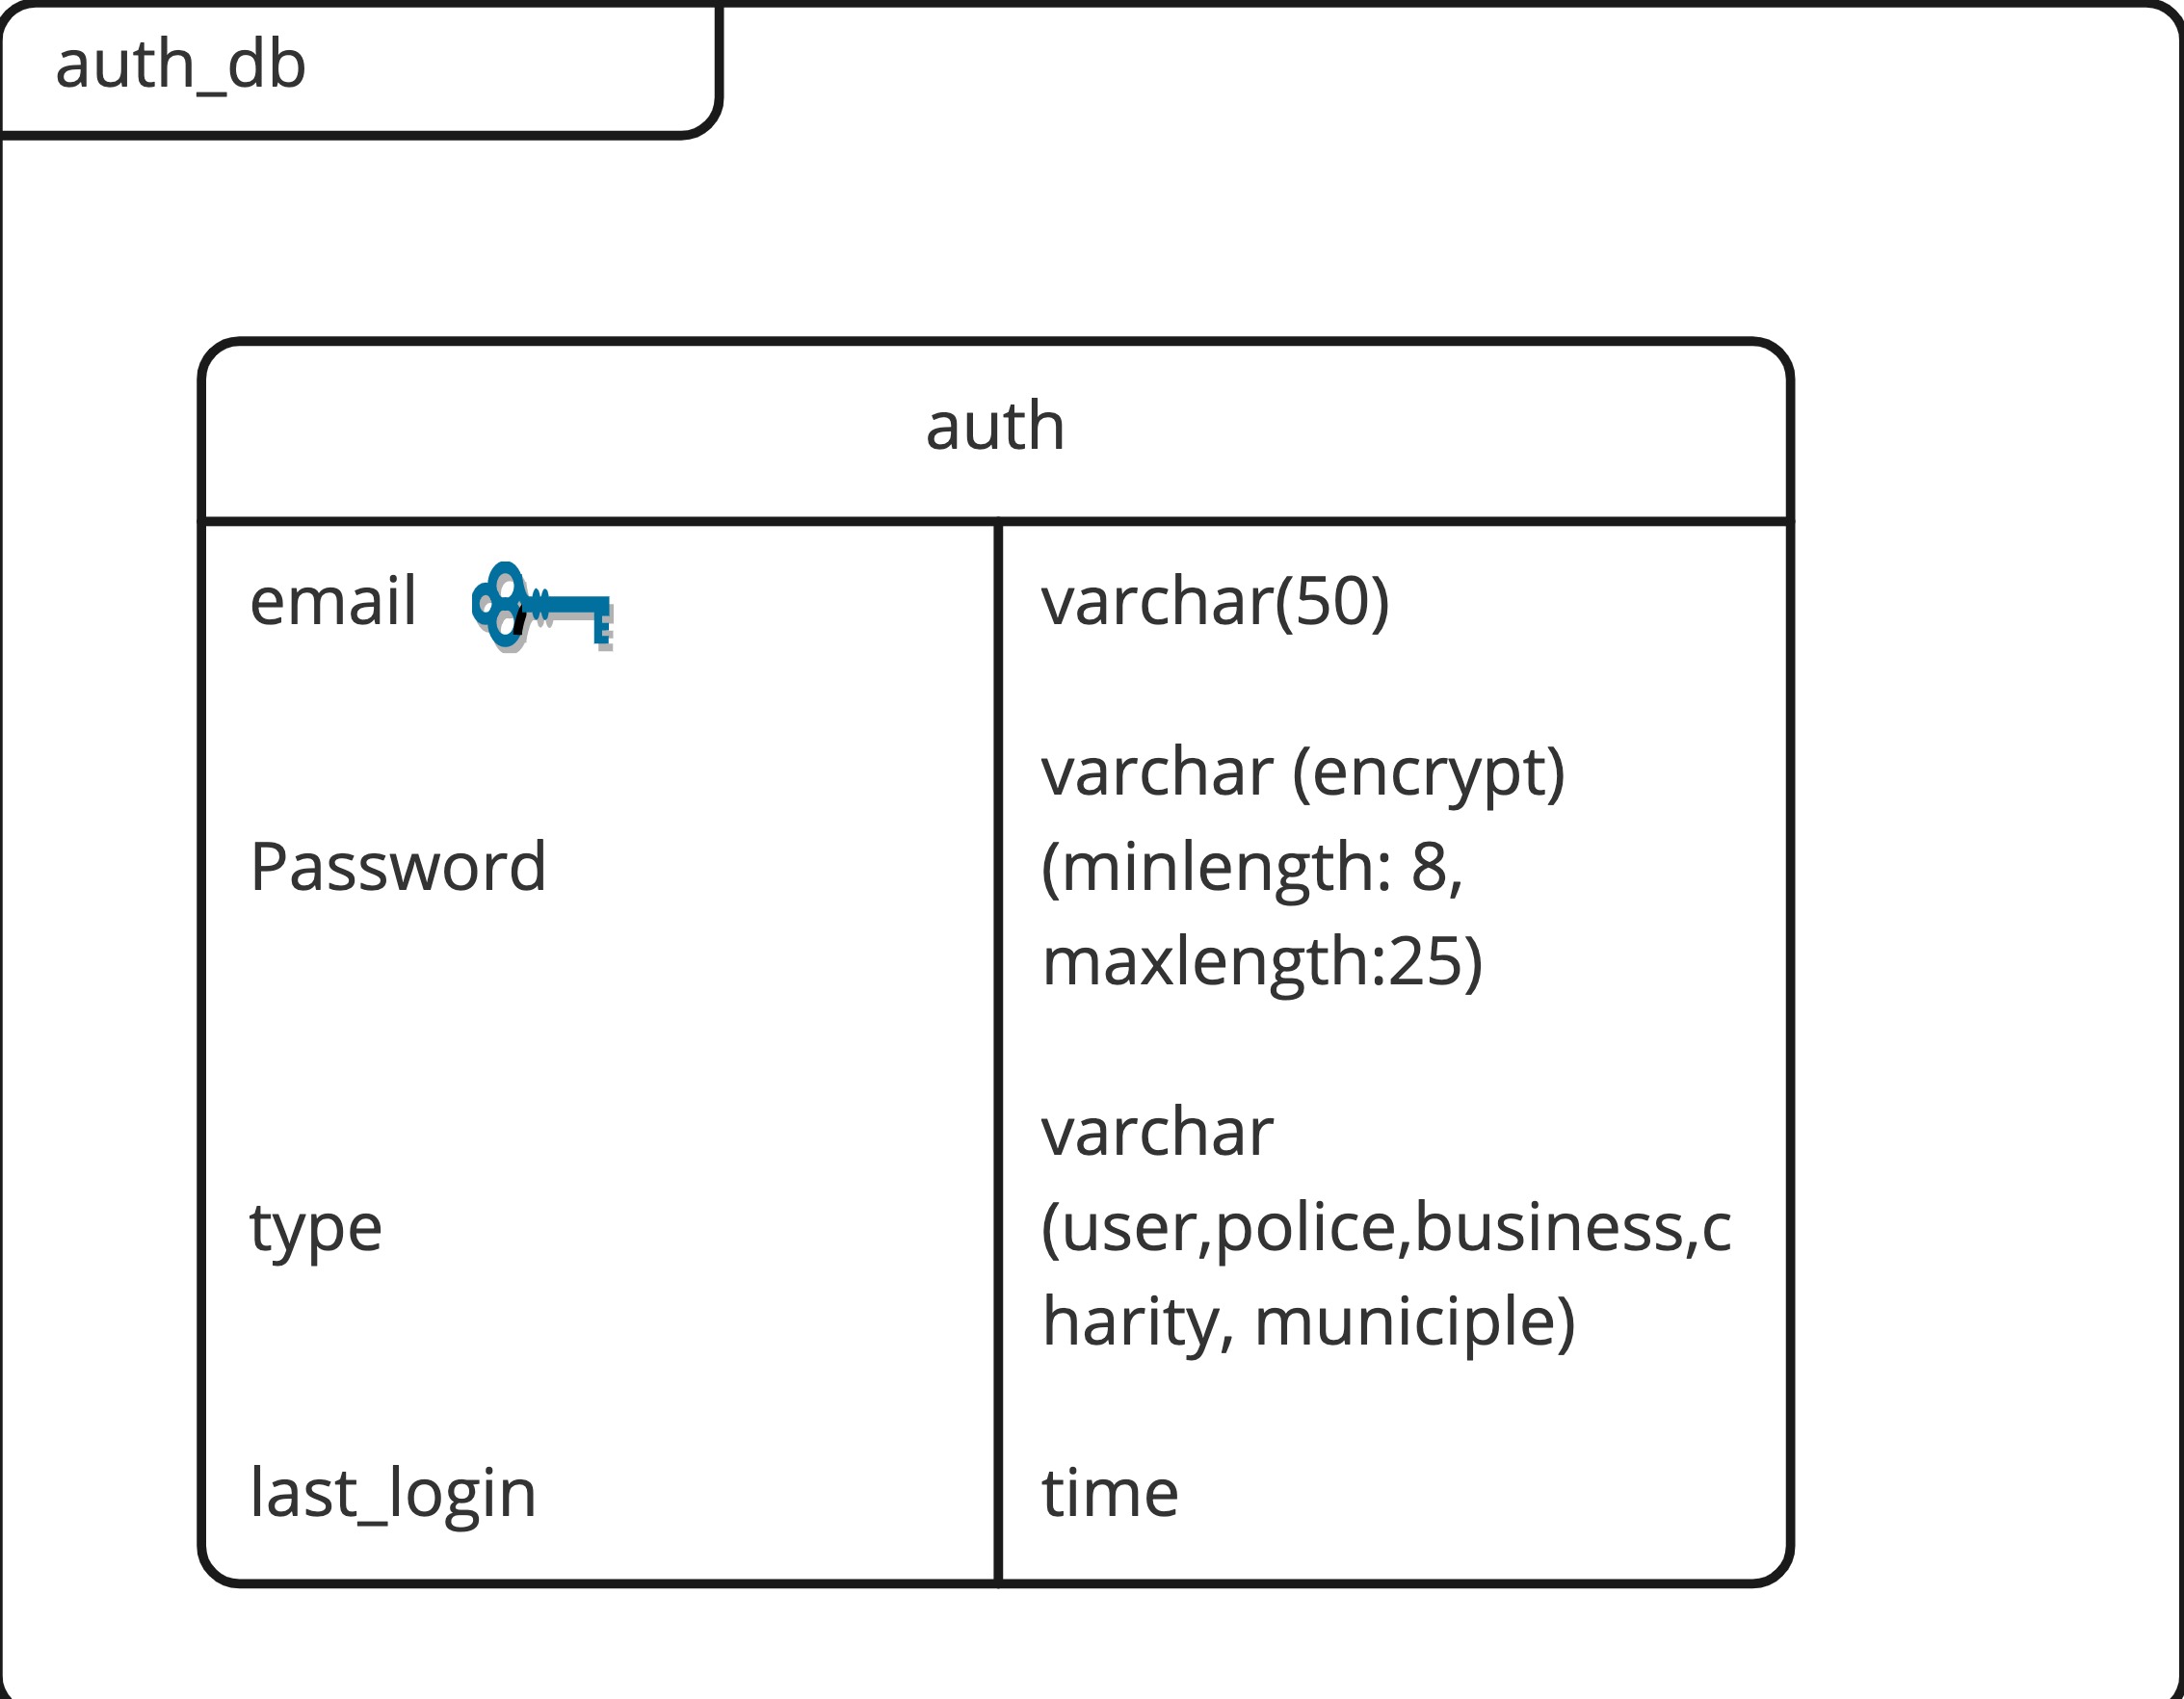 auth_db
auth
email
varchar(50)
Password
varchar (encrypt)
(minlength: 8,
maxlength:25)
type
varchar
(user,police,business,c
harity, municiple)
last_login
time